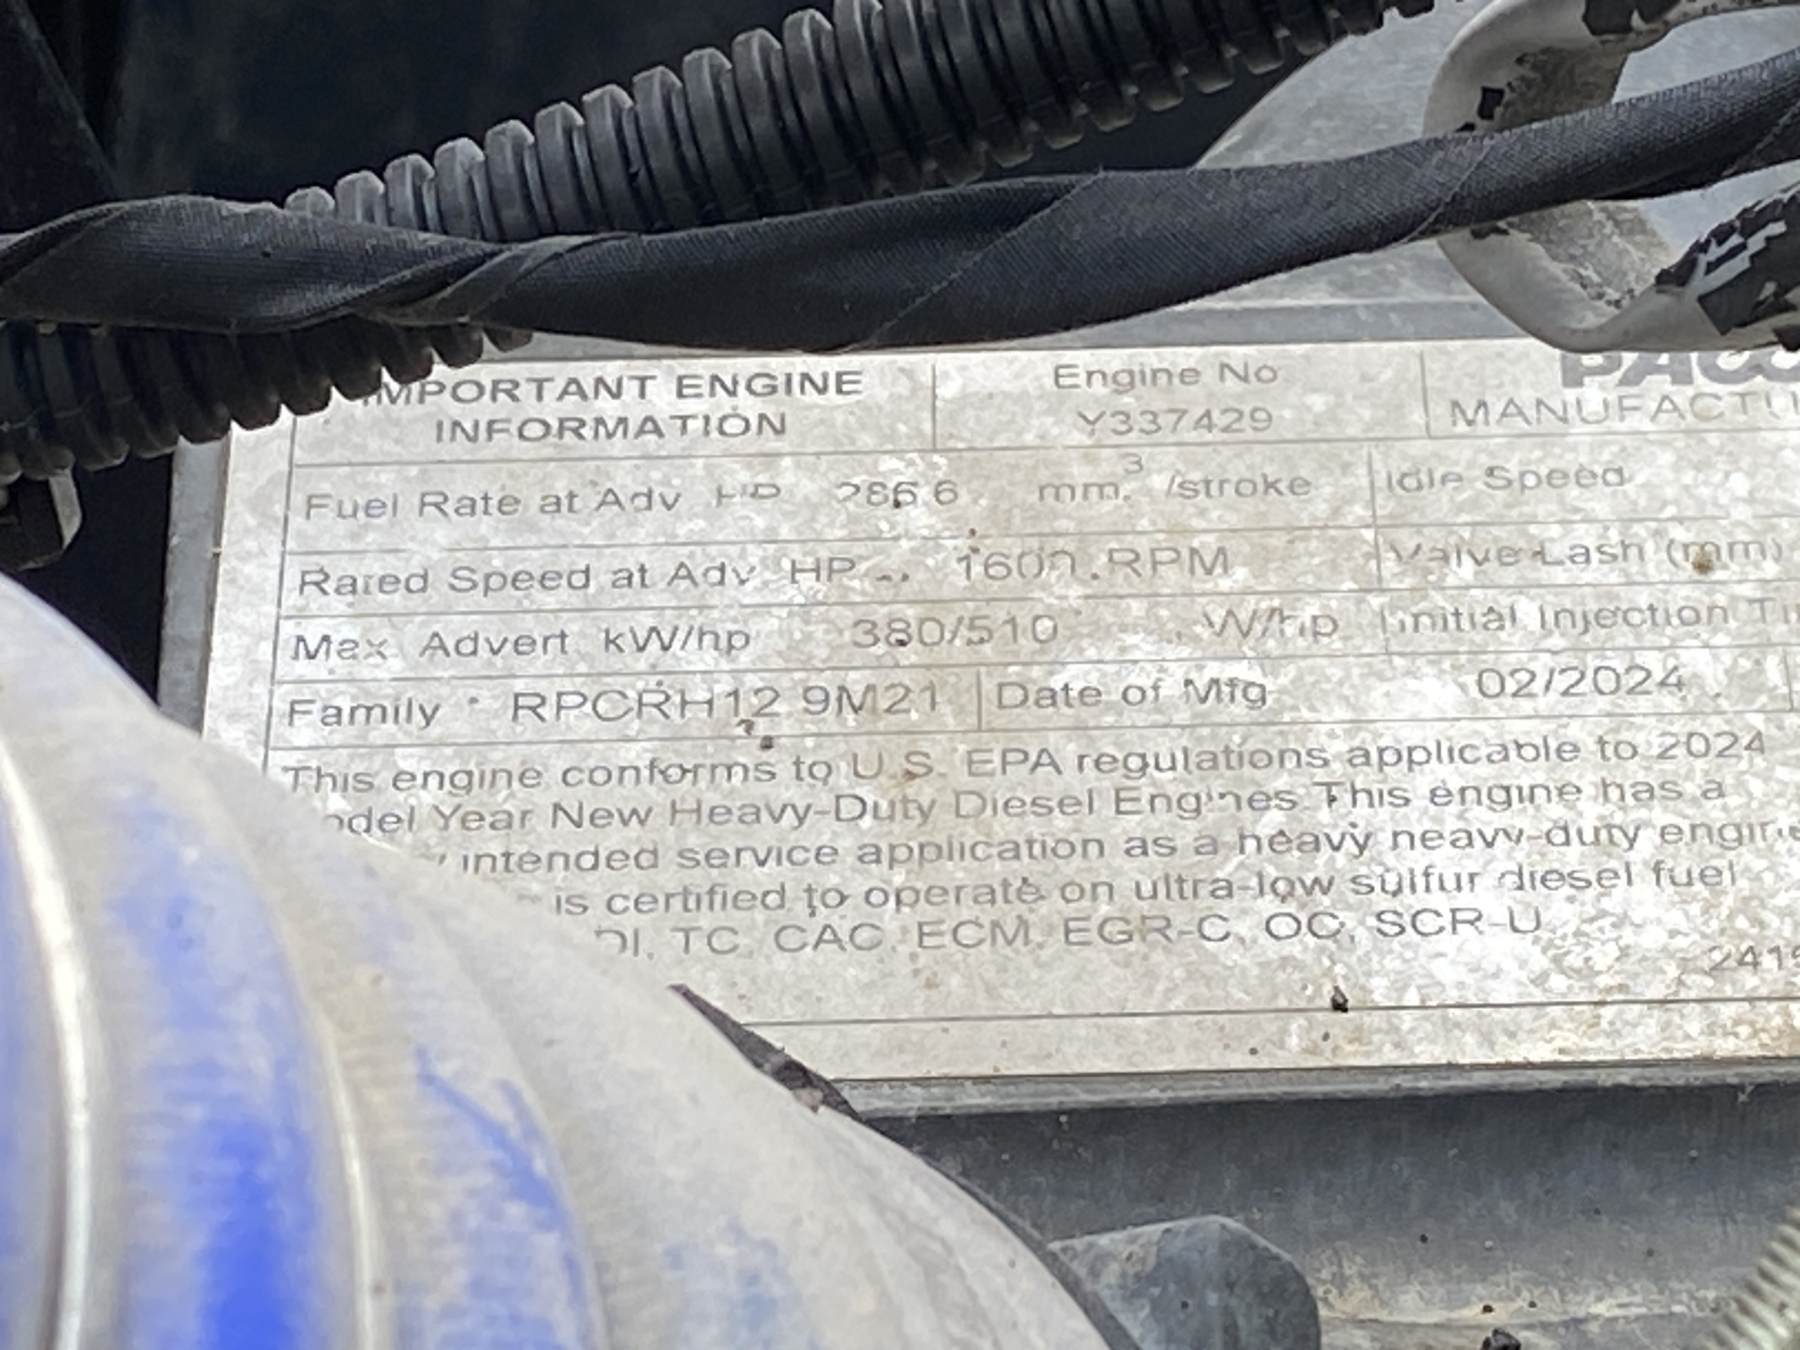 IMPORTANT ENGINE
INFORMATION
Engine No
Y337429
Fuel Rate at Adv HP 286 6 mm.3 /stroke
Idle Speed
Rated Speed at Adv HP 1600 RPM
Valve Lash (mm)
Max Advert kW/hp 380/510
Initial Injection
Family RPCRH12 9M21
Date of Mfg 02/2024
This engine conforms to U.S. EPA regulations applicable to 2024
Year New Heavy-Duty Diesel Engines This engine has a
intended service application as a heavy heavy-duty engine
is certified to operate on ultra-low sulfur diesel fuel
DI, TC, CAC, ECM, EGR-C, OC, SCR-U